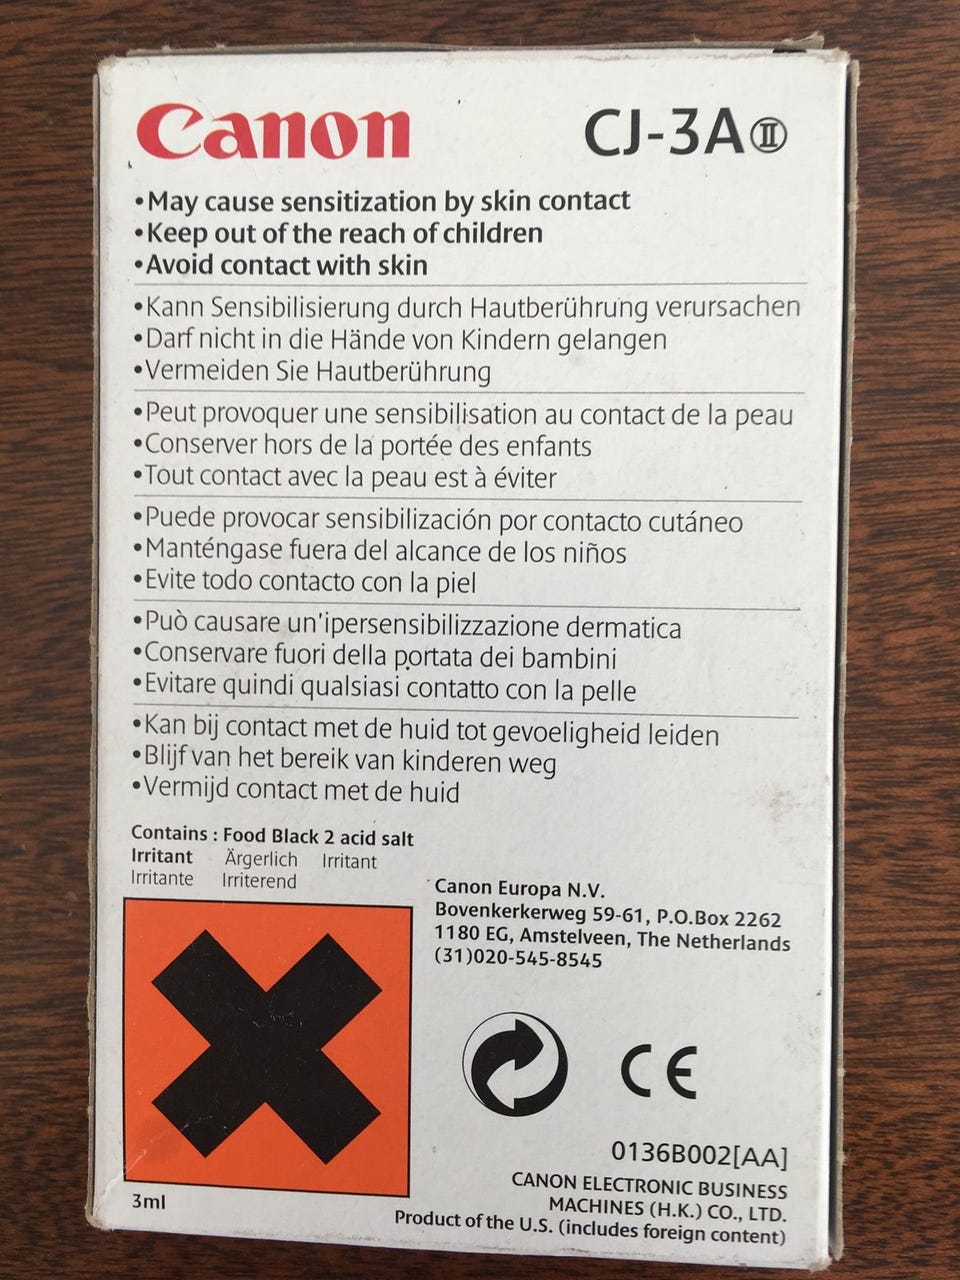 Canon CJ-3A Ⅱ
•May cause sensitization by skin contact
•Keep out of the reach of children
•Avoid contact with skin
•Kann Sensibilisierung durch Hautberührung verursachen
•Darf nicht in die Hände von Kindern gelangen
•Vermeiden Sie Hautberührung
•Peut provoquer une sensibilisation au contact de la peau
•Conserver hors de la portée des enfants
•Tout contact avec la peau est à éviter
•Puede provocar sensibilización por contacto cutáneo
•Manténgase fuera del alcance de los niños
•Evite todo contacto con la piel
•Può causare un'ipersensibilizzazione dermatica
•Conservare fuori della portata dei bambini
•Evitare quindi qualsiasi contatto con la pelle
•Kan bij contact met de huid tot gevoeligheid leiden
•Blijf van het bereik van kinderen weg
•Vermijd contact met de huid
Contains : Food Black 2 acid salt
Irritant Ärgerlich Irritant
Irritante Irriterend
Canon Europa N.V.
Bovenkerkerweg 59-61, P.O.Box 2262
1180 EG, Amstelveen, The Netherlands
(31)020-545-8545
CE
0136B002[AA]
CANON ELECTRONIC BUSINESS
MACHINES (H.K.) CO., LTD.
3ml
Product of the U.S. (includes foreign content)